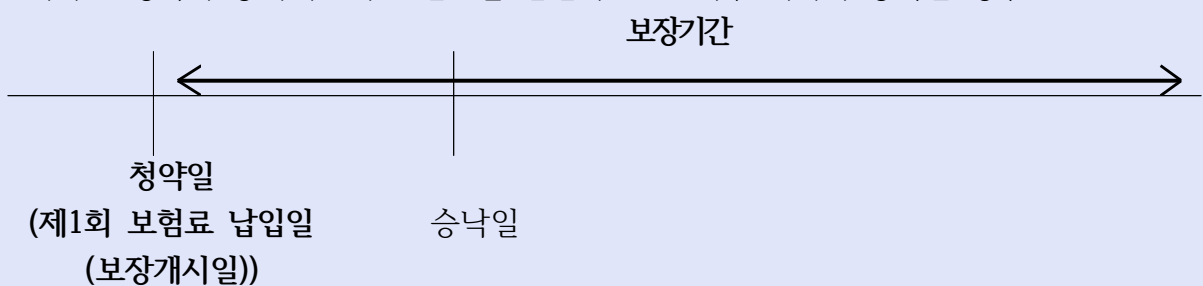 보장기간
청약일
(제1회 보험료 납입일
승낙일
(보장개시일))